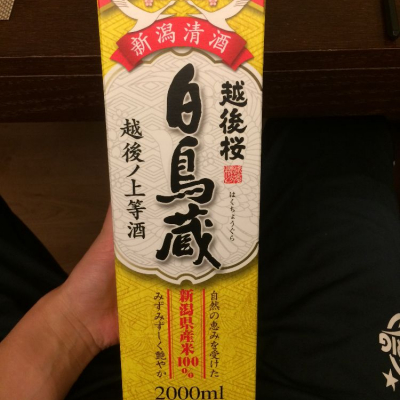 新潟清酒
越後桜
白鳥蔵
はくちょうぐら
越後ノ上等酒
自然の恵みを受けた
新潟県産米100%
みずみずしく艶やか
2000ml